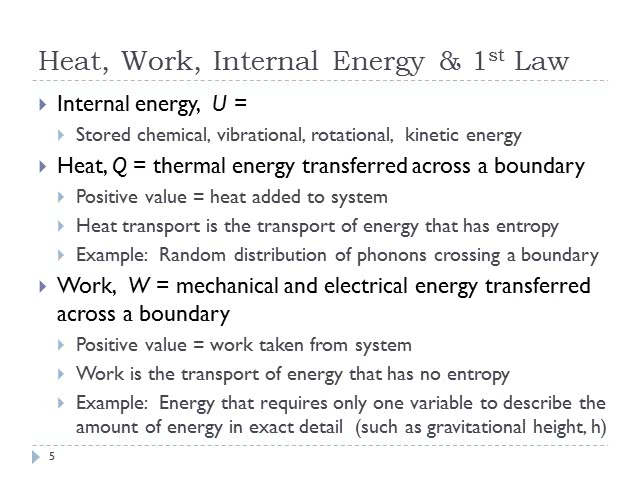 Heat, Work, Internal Energy & 1st Law
Internal energy, U =
Stored chemical, vibrational, rotational, kinetic energy
Heat, Q = thermal energy transferred across a boundary
Positive value = heat added to system
Heat transport is the transport of energy that has entropy
Example: Random distribution of phonons crossing a boundary
Work, W = mechanical and electrical energy transferred
across a boundary
Positive value = work taken from system
Work is the transport of energy that has no entropy
Example: Energy that requires only one variable to describe the
amount of energy in exact detail (such as gravitational height, h)
5